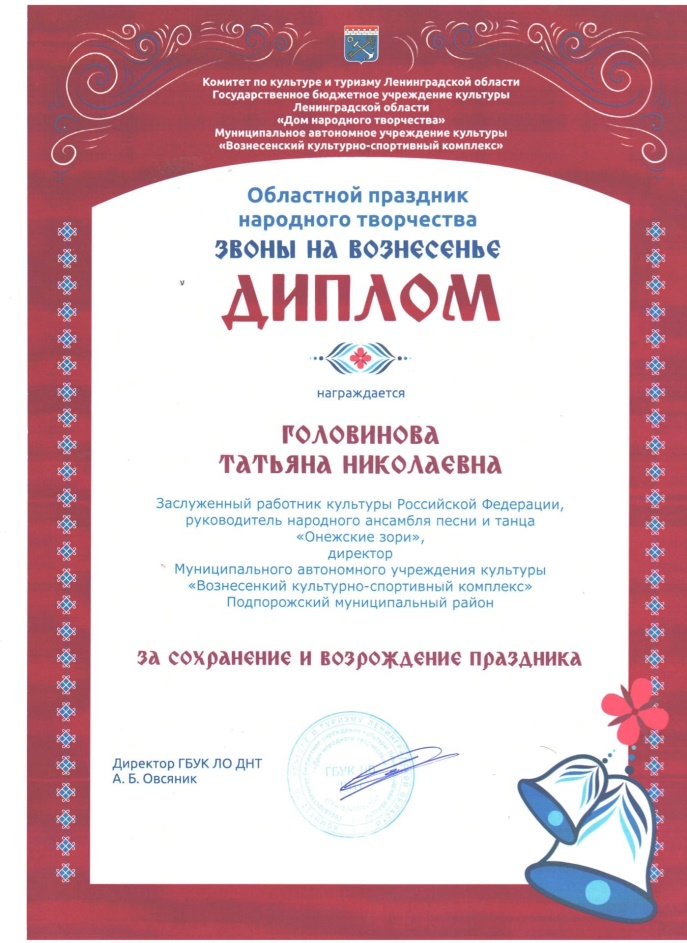 Комитет по культуре и туризму Ленинградской области
Государственное бюджетное учреждение культуры
Ленинградской области
«Дом народного творчества»
Муниципальное автономное учреждение культуры
«Вознесенский культурно-спортивный комплекс»
Областной праздник
народного творчества
ЗВОНЫ НА ВОЗНЕСЕНЬЕ
ДИПЛОМ
награждается
ГОЛОВИНОВА
ТАТЬЯНА НИКОЛАЕВНА
Заслуженный работник культуры Российской Федерации,
руководитель народного ансамбля песни и танца
«Онежские зори»,
директор
Муниципального автономного учреждения культуры
«Вознесенкий культурно-спортивный комплекс»
Подпорожский муниципальный район
ЗА СОХРАНЕНИЕ И ВОЗРОЖДЕНИЕ ПРАЗДНИКА
Директор ГБУК ЛО ДНТ
А. Б. Овсяник
ГБУК ЛО